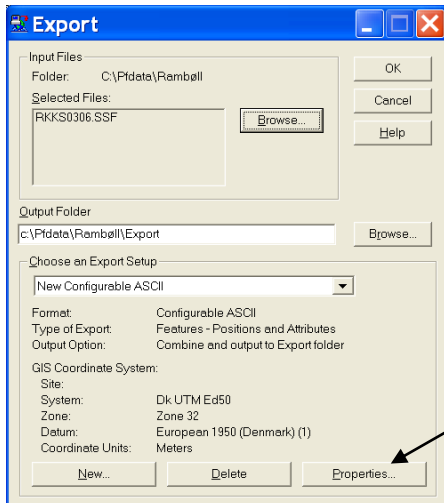 Export
Input Files
Folder: C:\Pfdata\Rambøll
Selected Files:
RKKS0306.SSF
Browse...
OK
Cancel
Help
Output Folder
c:\Pfdata\Rambøll\Export
Browse...
Choose an Export Setup
New Configurable ASCII
Format: Configurable ASCII
Type of Export: Features - Positions and Attributes
Output Option: Combine and output to Export folder
GIS Coordinate System:
Site:
System: Dk UTM Ed50
Zone: Zone 32
Datum: European 1950 (Denmark) (1)
Coordinate Units: Meters
New... Delete Properties...